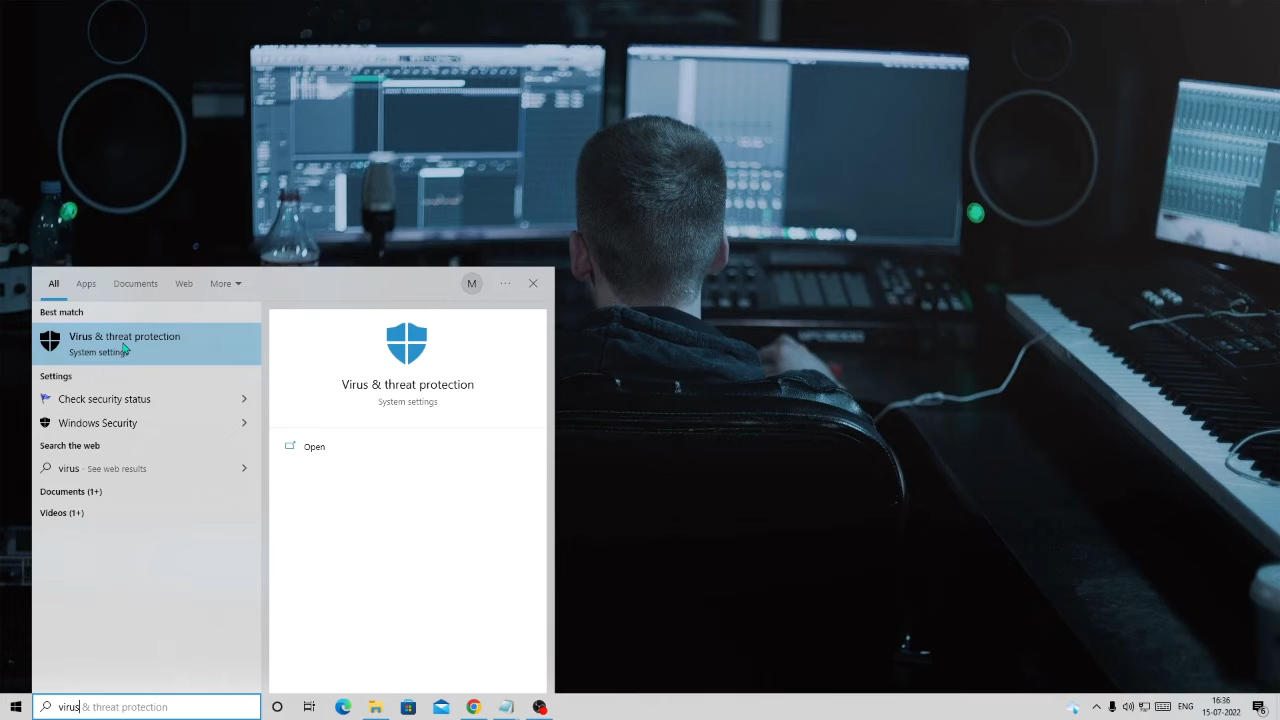 All Apps Documents Web More M ...
Best match
Virus & threat protection
System settings
Settings
Check security status
Windows Security
Search the web
virus - See web results
Documents (1+)
Videos (1+)
Virus & threat protection
System settings
Open
virus & threat protection
ENG
16:36
15-07-2022
6